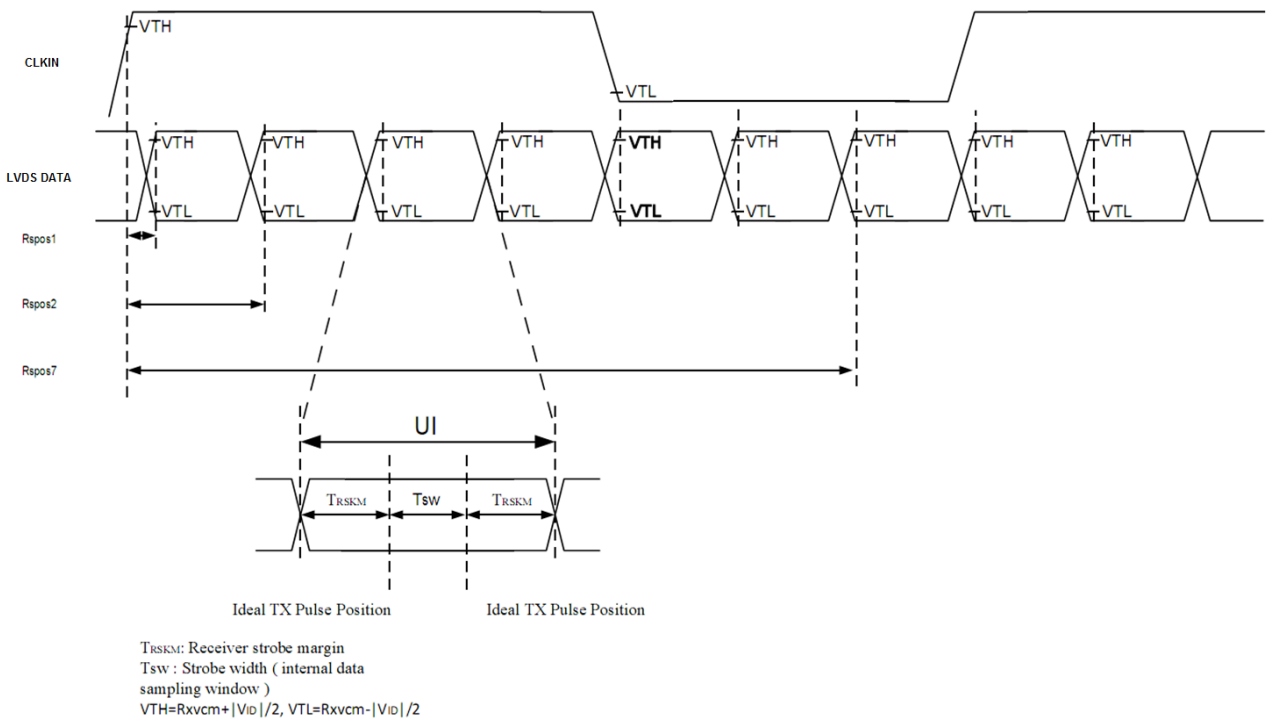 VTH
CLKIN
VTL
VTH VTH VTH VTH VTH VTH VTH VTH VTH
LVDS DATA
VTL VTL VTL VTL VTL VTL VTL VTL VTL
Rspos1
Rspos2
Rspos7
UI
TRSKM Tsw TRSKM
Ideal TX Pulse Position Ideal TX Pulse Position
TRSKM: Receiver strobe margin
Tsw : Strobe width ( internal data
sampling window )
VTH=Rxvcm+|VID|/2, VTL=Rxvcm-|VID|/2